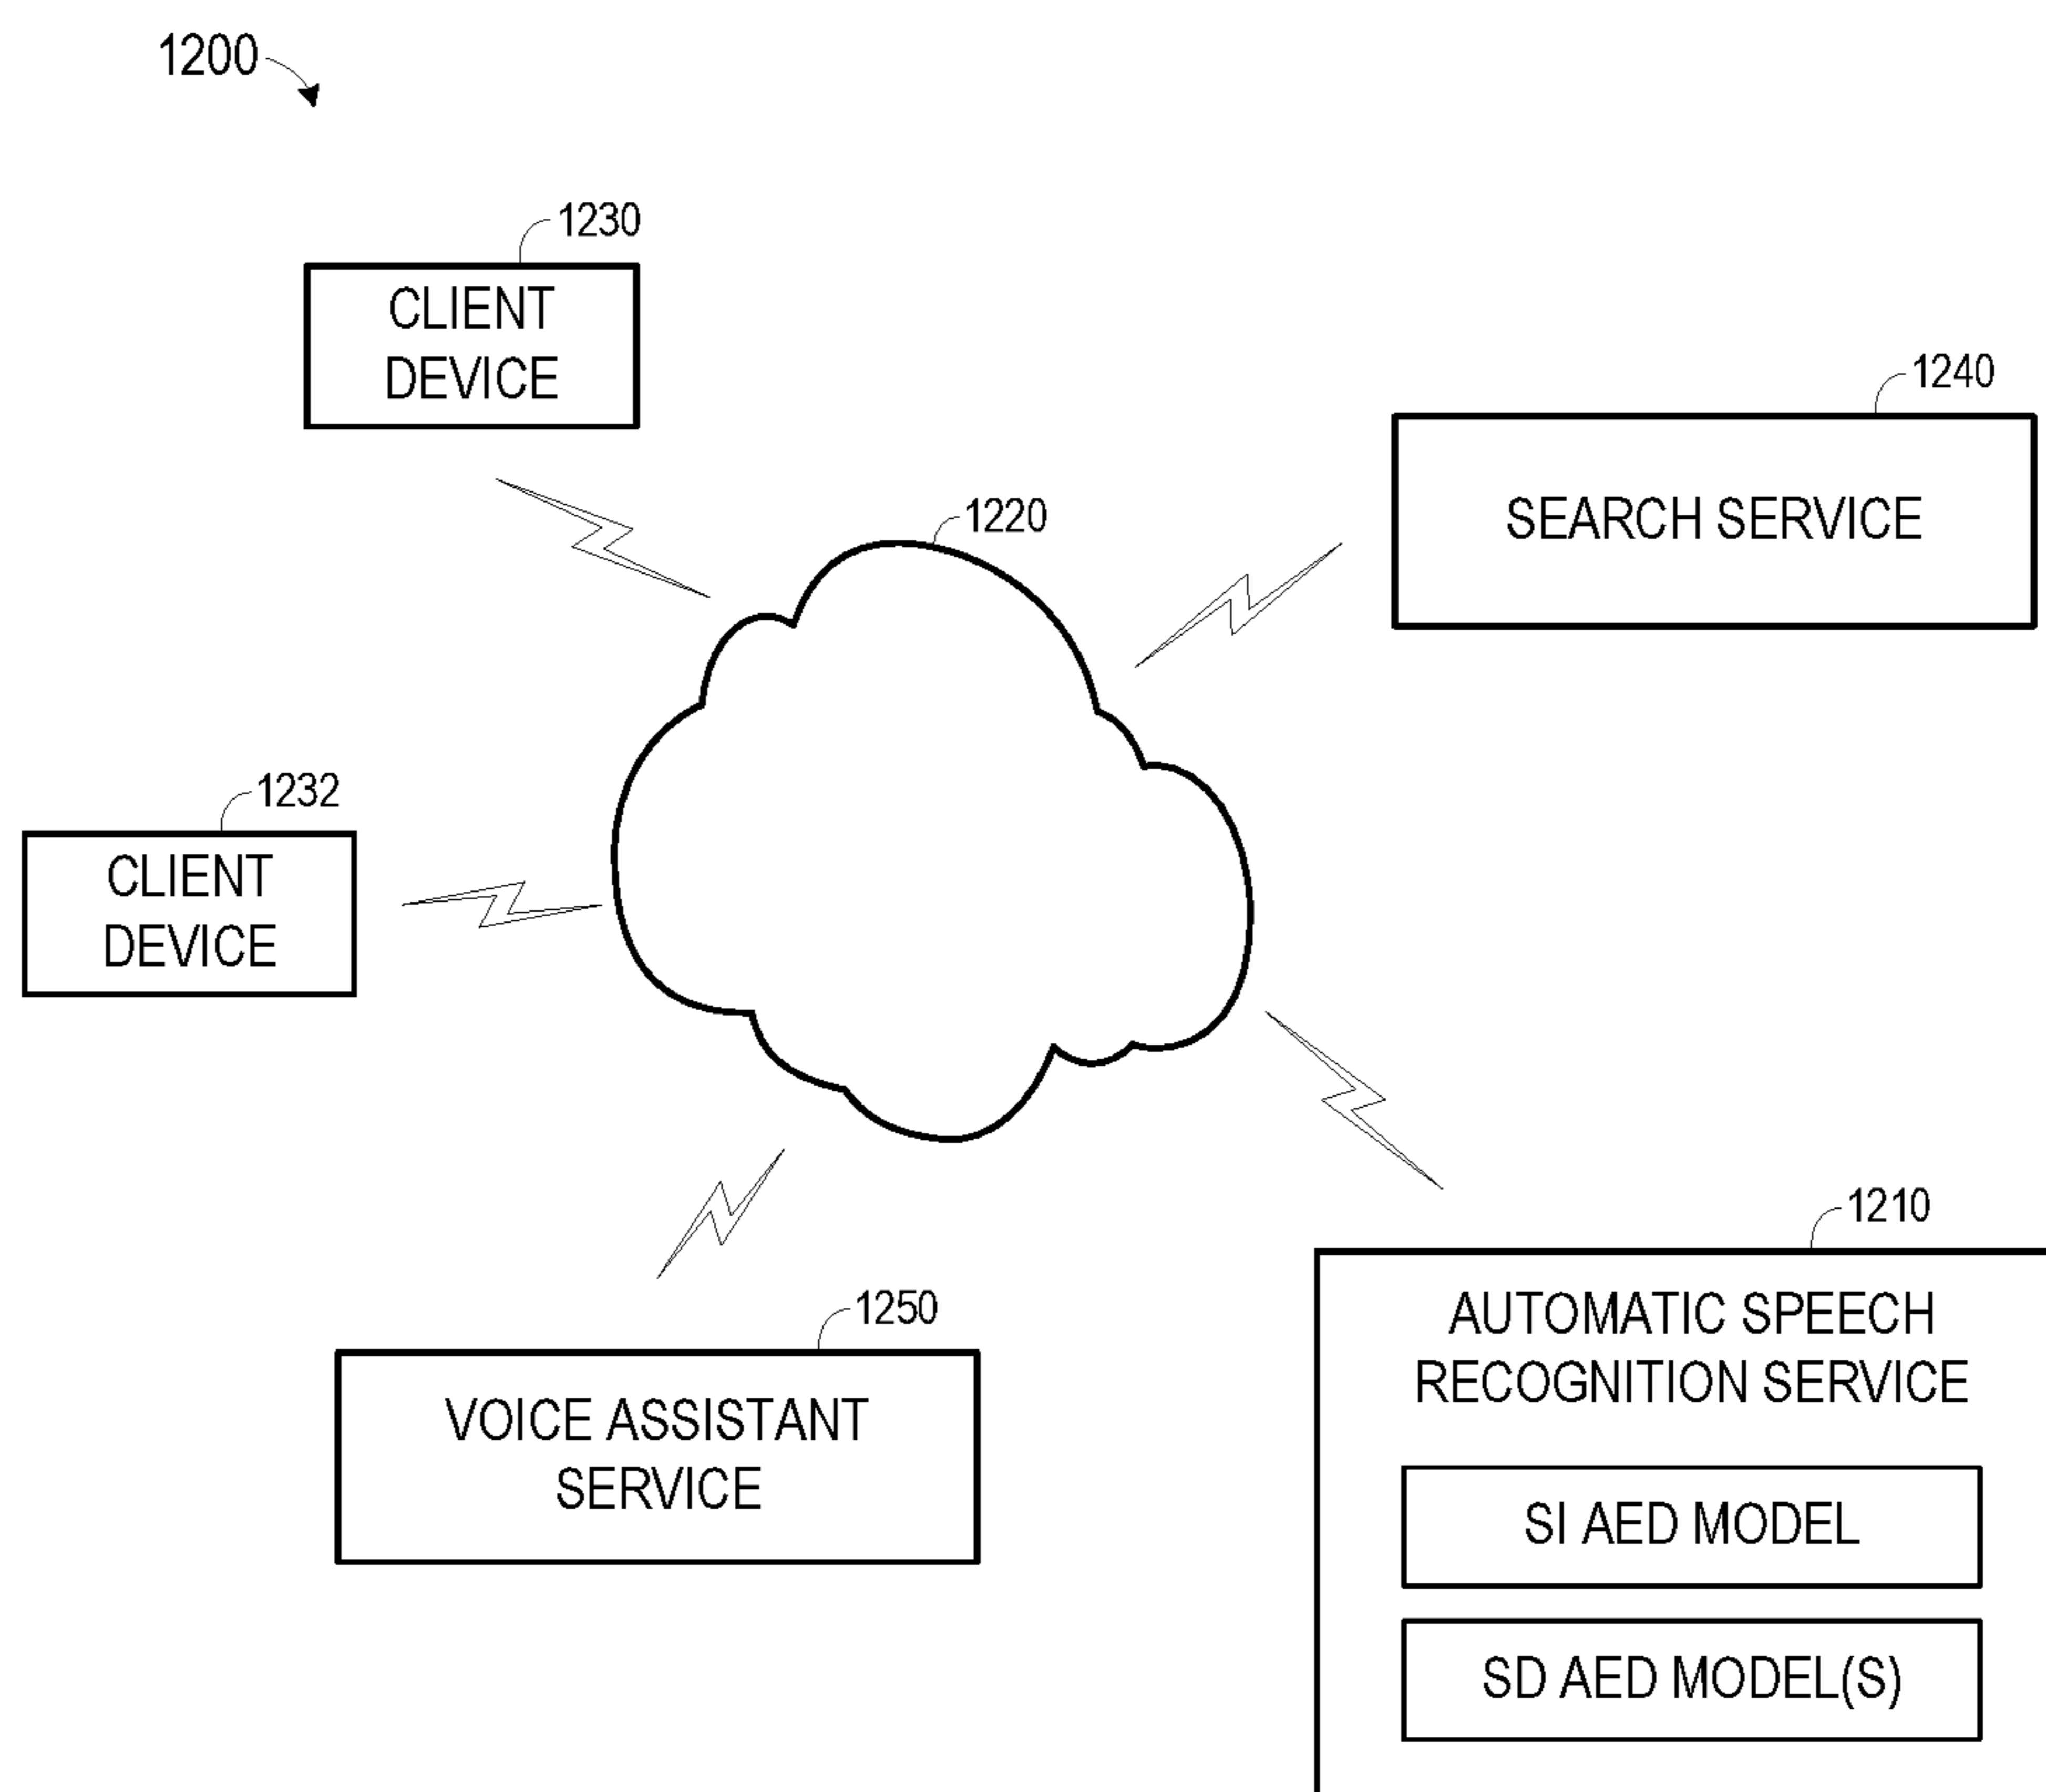 1200
1230
CLIENT
DEVICE
1240
SEARCH SERVICE
1220
1232
CLIENT
DEVICE
1210
AUTOMATIC SPEECH
RECOGNITION SERVICE
SI AED MODEL
SD AED MODEL(S)
1250
VOICE ASSISTANT
SERVICE